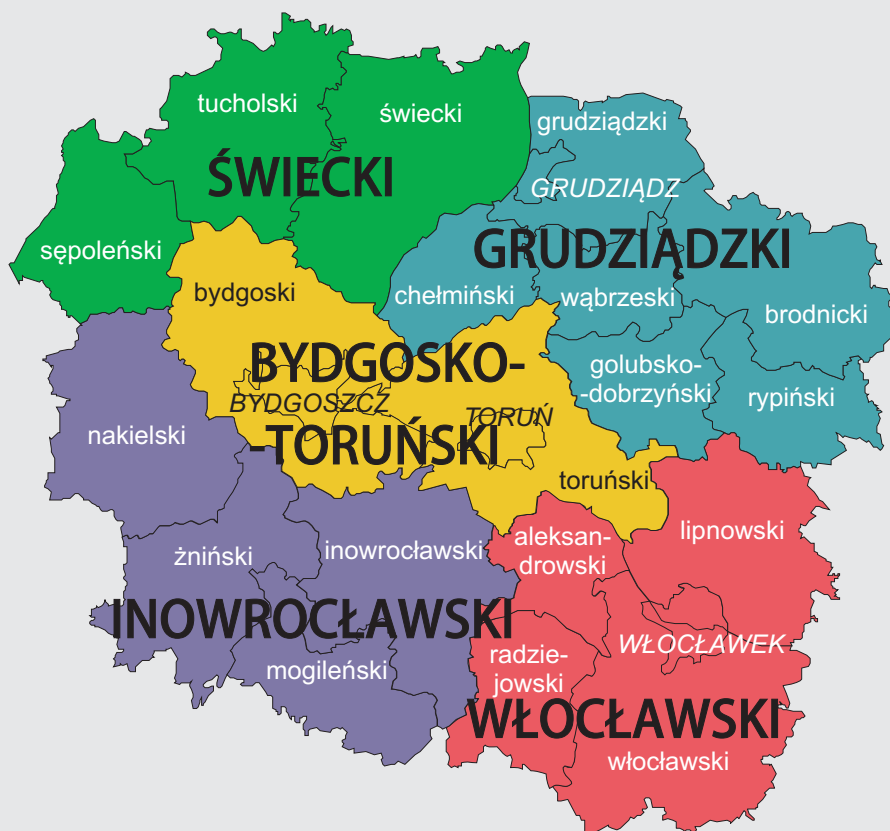 tucholski
świecki
grudziądzki
ŚWIECKI
GRUDZIĄDZ
sępoleński
GRUDZIĄDZKI
bydgoski
chełmiński
wąbrzeski
brodnicki
BYDGOSKO-
golubsko-
-dobrzyński
rypiński
BYDGOSZCZ
TORUŃ
nakielski
-TORUŃSKI
toruński
lipnowski
aleksan-
drowski
żniński
inowrocławski
INOWROCŁAWSKI
WŁOCŁAWEK
radzie-
jowski
mogileński
WŁOCŁAWSKI
włocławski